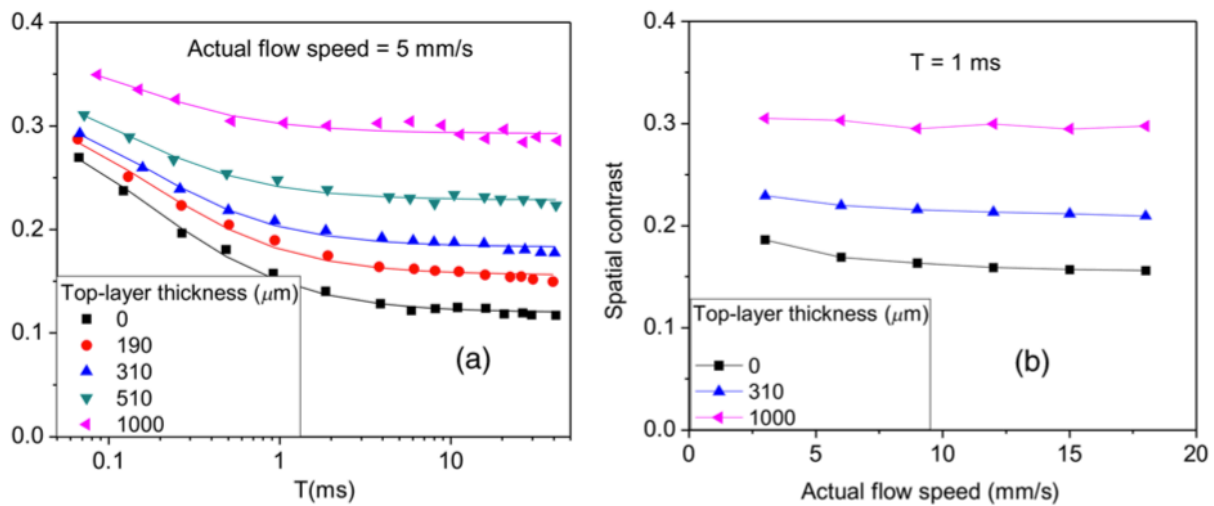 0.4
0.3
0.2
0.1
0.0
Actual flow speed = 5 mm/s
Top-layer thickness (μm)
0
190
310
510
1000
(a)
0.1
1
10
T(ms)
Spatial contrast
0.4
0.3
0.2
0.1
0.0
T = 1 ms
Top-layer thickness (μm)
0
310
1000
(b)
0
5
10
15
20
Actual flow speed (mm/s)